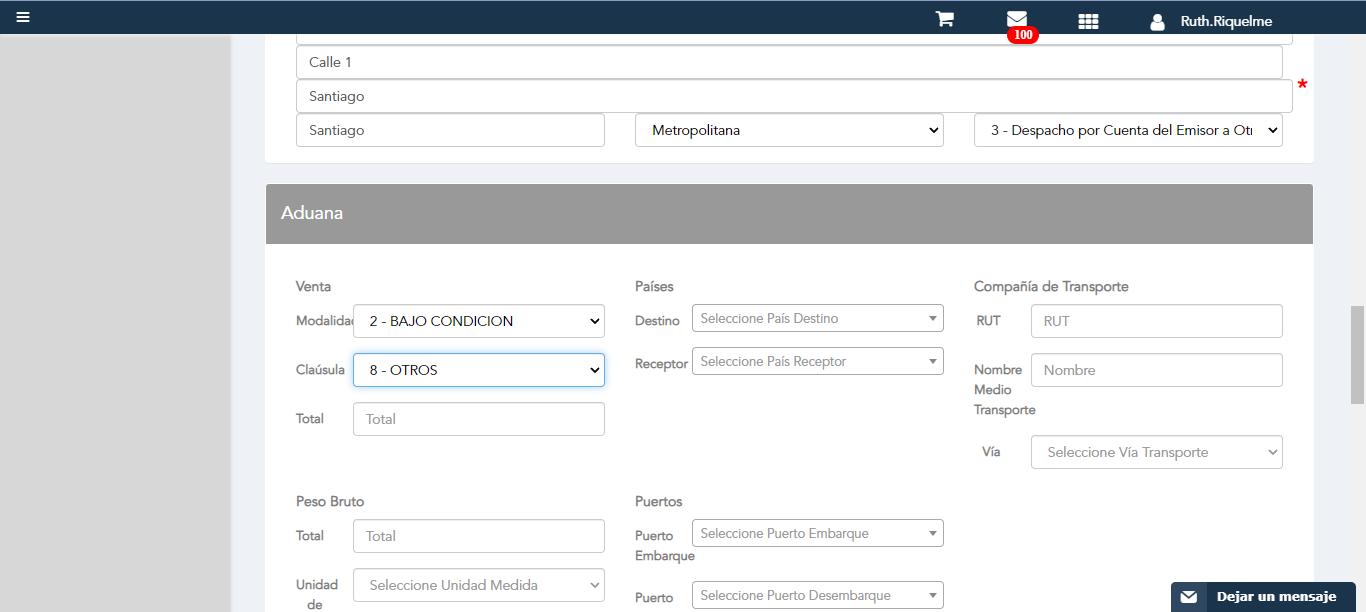 Ruth.Riquelme
100
Calle 1
Santiago
*
Santiago
Metropolitana
3 - Despacho por Cuenta del Emisor a Otr
Aduana
Venta
Modalidad
2 - BAJO CONDICION
Claúsula
8 - OTROS
Total
Total
Países
Destino
Seleccione País Destino
Receptor
Seleccione País Receptor
Compañía de Transporte
RUT
RUT
Nombre
Medio
Transporte
Nombre
Vía
Seleccione Vía Transporte
Peso Bruto
Total
Total
Unidad
de
Seleccione Unidad Medida
Puertos
Puerto
Embarque
Seleccione Puerto Embarque
Puerto
Seleccione Puerto Desembarque
Dejar un mensaje